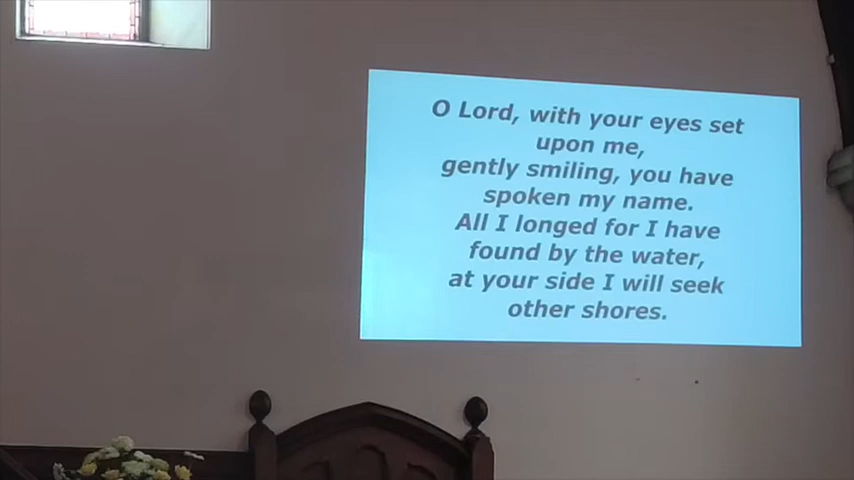 O Lord, with your eyes set
upon me,
gently smiling, you have
spoken my name.
All I longed for I have
found by the water,
at your side I will seek
other shores.